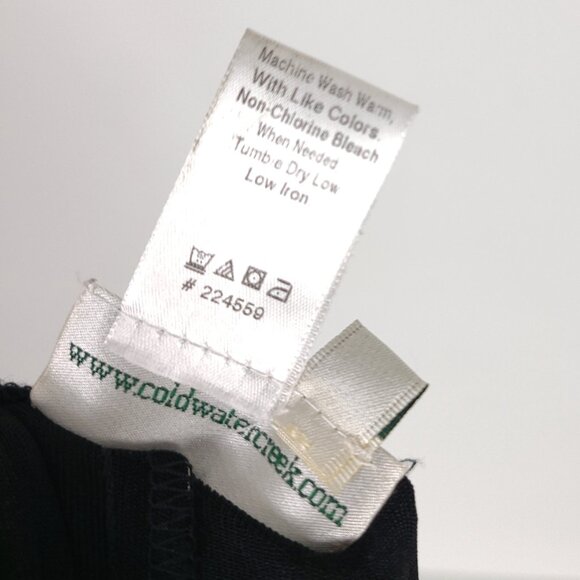 Machine Wash Warm,
With Like Colors.
Non-Chlorine Bleach
When Needed
Tumble Dry Low
Low Iron
# 224559
www.coldwatercreek.com